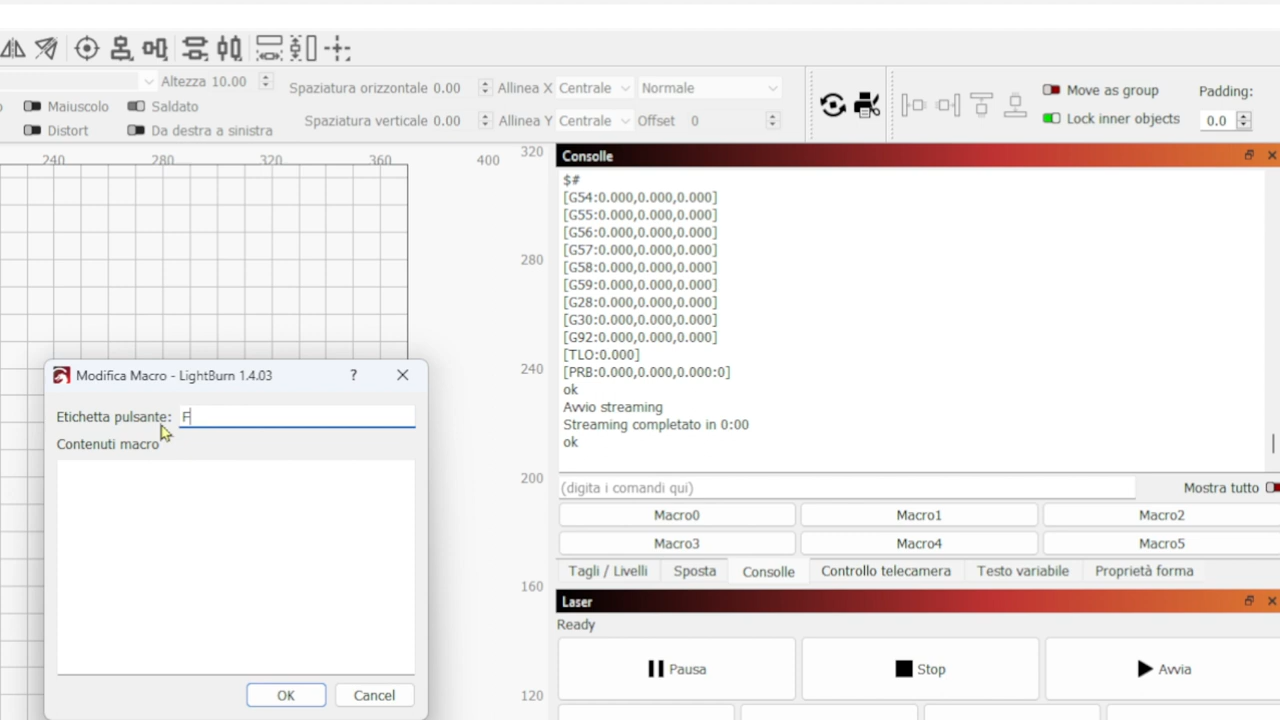 Altezza 10.00
Spaziatura orizzontale 0.00
Allinea X Centrale
Normale
Maiuscolo
Saldato
Distort
Da destra a sinistra
Spaziatura verticale 0.00
Allinea Y Centrale
Offset 0
Move as group
Lock inner objects
Padding:
0.0
240 280 320 360 400
320
280
240
200
160
120
Consolle
$#
[G54:0.000,0.000,0.000]
[G55:0.000,0.000,0.000]
[G56:0.000,0.000,0.000]
[G57:0.000,0.000,0.000]
[G58:0.000,0.000,0.000]
[G59:0.000,0.000,0.000]
[G28:0.000,0.000,0.000]
[G30:0.000,0.000,0.000]
[G92:0.000,0.000,0.000]
[TLO:0.000]
[PRB:0.000,0.000,0.000:0]
ok
Avvio streaming
Streaming completato in 0:00
ok
(digita i comandi qui)
Mostra tutto
Macro0 Macro1 Macro2
Macro3 Macro4 Macro5
Tagli / Livelli Sposta Consolle Controllo telecamera Testo variabile Proprietà forma
Laser
Ready
Pausa Stop Avvia
Modifica Macro - LightBurn 1.4.03
?
Etichetta pulsante: F
Contenuti macro
OK Cancel